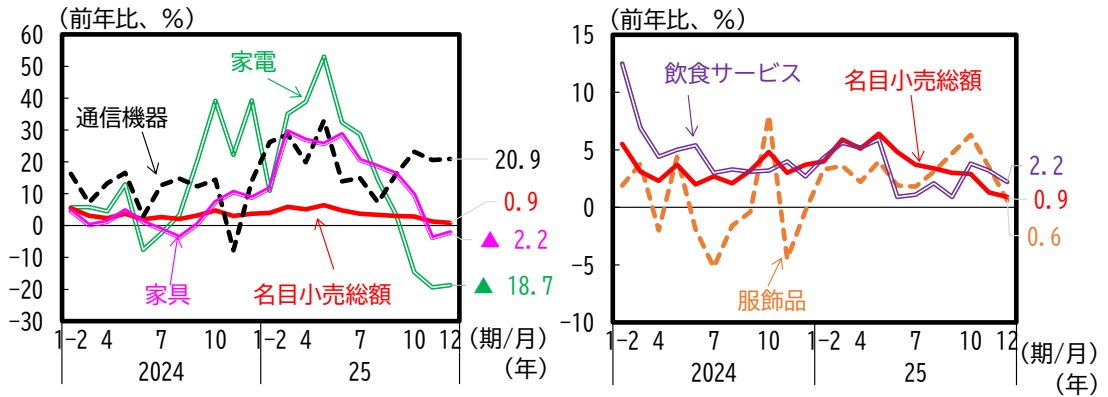 （前年比、％）
60
50
40
30
20
10
0
−10
−20
−30
家電
通信機器
家具
名目小売総額
20.9
0.9
▲ 2.2
▲ 18.7
1−2 4 7 10 1−2 4 7 10 12 (期/月)
2024 25 （年）
（前年比、％）
15
10
5
0
−5
−10
飲食サービス
名目小売総額
服飾品
2.2
0.9
0.6
1−2 4 7 10 1−2 4 7 10 12 (期/月)
2024 25 （年）